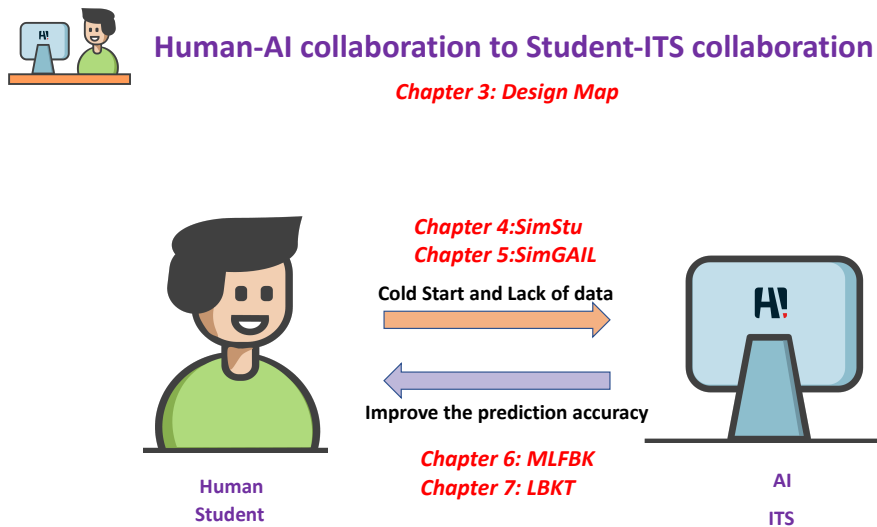 H!
Human-AI collaboration to Student-ITS collaboration
Chapter 3: Design Map
Chapter 4:SimStu
Chapter 5:SimGAIL
Cold Start and Lack of data
H!
Improve the prediction accuracy
Chapter 6: MLFBK
Chapter 7: LBKT
Human
Student
AI
ITS